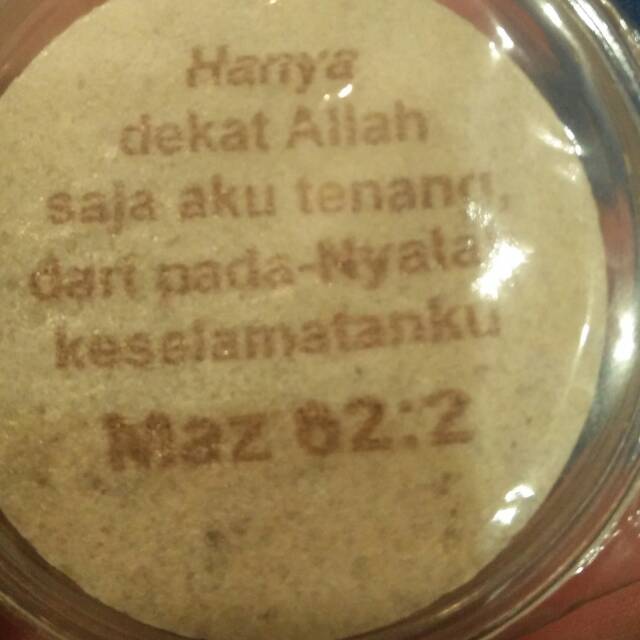 Hanya
dekat Allah
saja aku tenang,
dari pada-Nyalah
keselamatanku
Maz 62:2